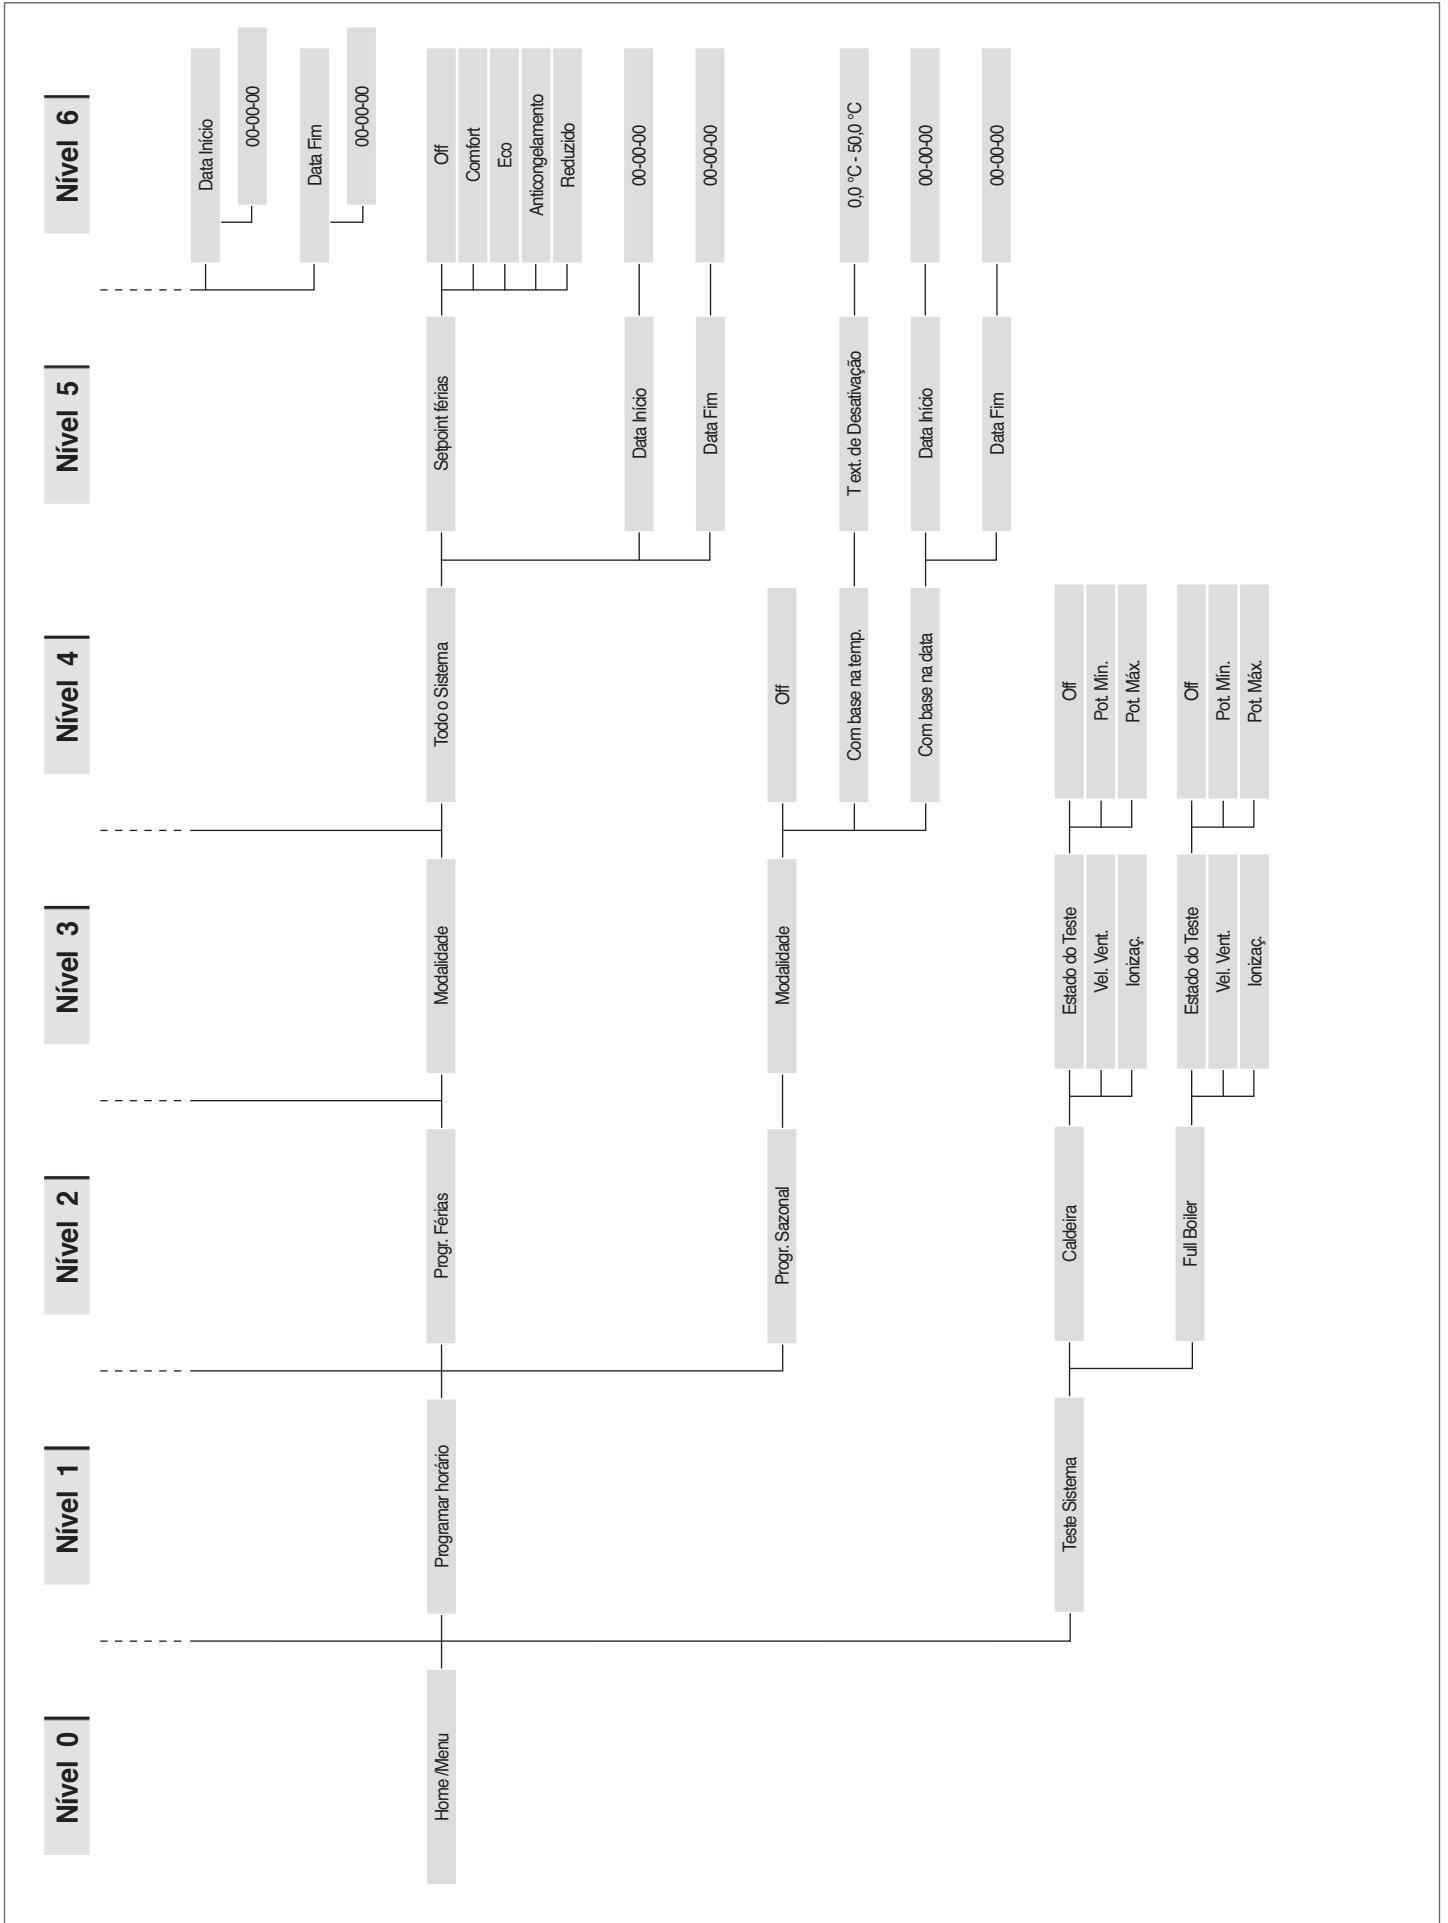 Nível 0
Nível 1
Nível 2
Nível 3
Nível 4
Nível 5
Nível 6
Data Início
00-00-00
Data Fim
00-00-00
Home /Menu
Programar horário
Progr. Férias
Modalidade
Todo o Sistema
Setpoint férias
Off
Comfort
Eco
Anticongelamento
Reduzido
Data Início
00-00-00
Data Fim
00-00-00
Progr. Sazonal
Modalidade
Off
Com base na temp.
T ext. de Desativação
0,0 °C - 50,0 °C
Com base na data
Data Início
00-00-00
Data Fim
00-00-00
Teste Sistema
Caldeira
Estado do Teste
Off
Vel. Vent.
Pot. Mín.
Ionizaç.
Pot. Máx.
Full Boiler
Estado do Teste
Off
Vel. Vent.
Pot. Mín.
Ionizaç.
Pot. Máx.